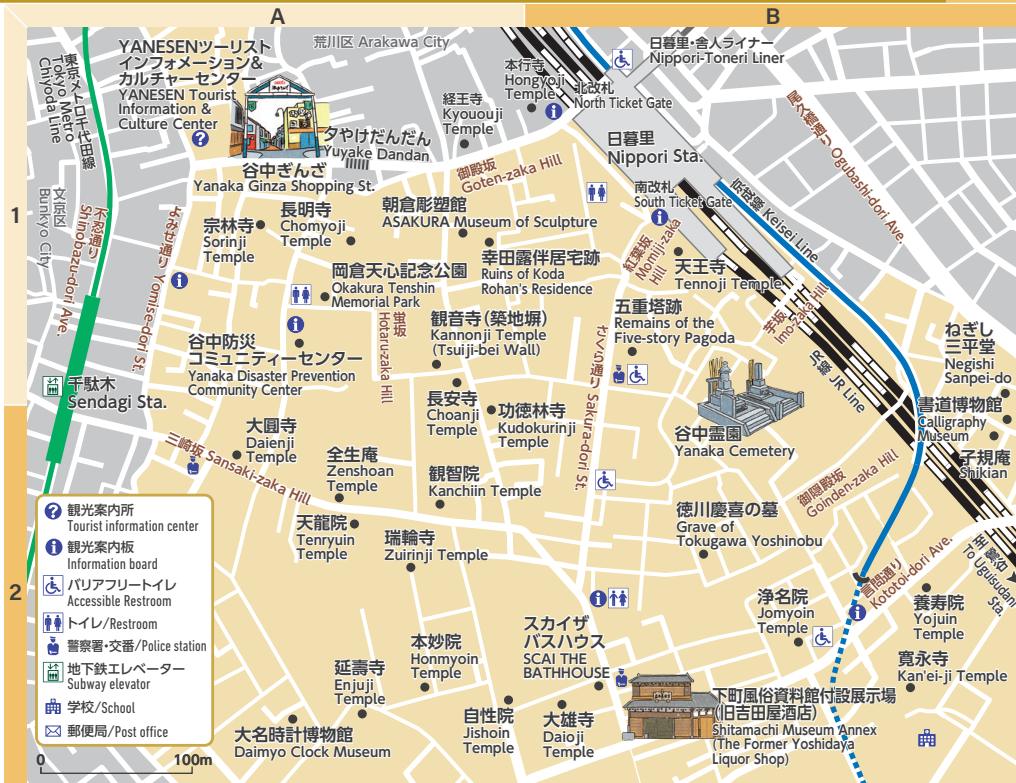 A
B
1
2
東京メトロ千代田線
Tokyo Metro
Chiyoda Line
文京区
Bunkyo City
不忍通り
Shinobazu-dori Ave.
千駄木
Sendagi Sta.
YANESENツーリスト
インフォメーション&
カルチャーセンター
YANESEN Tourist
Information &
Culture Center
荒川区 Arakawa City
夕やけだんだん
Yuyake Dandan
谷中ぎんざ
Yanaka Ginza Shopping St.
経王寺
Kyououji
Temple
本行寺
Hongyoji
Temple
北改札
North Ticket Gate
日暮里・舎人ライナー
Nippori-Toneri Liner
日暮里
Nippori Sta.
南改札
South Ticket Gate
尾久橋通り Ogubashi-dori Ave.
京成線 Keisei Line
御殿坂
Goten-zaka Hill
よみせ通り Yomise-dori St.
宗林寺
Sorinji
Temple
長明寺
Chomyoji
Temple
朝倉彫塑館
ASAKURA Museum of Sculpture
幸田露伴居宅跡
Ruins of Koda
Rohan's Residence
紅葉坂
Momiji-zaka
Hill
天王寺
Tennoji Temple
芋坂
Imo-zaka Hill
岡倉天心記念公園
Okakura Tenshin
Memorial Park
蛍坂
Hotaru-zaka Hill
観音寺(築地塀)
Kannonji Temple
(Tsuiji-bei Wall)
五重塔跡
Remains of the
Five-story Pagoda
さくら通り Sakura-dori St.
谷中防災
コミュニティーセンター
Yanaka Disaster Prevention
Community Center
JR線 JR Line
ねぎし
三平堂
Negishi
Sanpei-do
書道博物館
Calligraphy
Museum
子規庵
Shikian
谷中霊園
Yanaka Cemetery
長安寺
Choanji
Temple
功徳林寺
Kudokurinji
Temple
大圓寺
Daienji
Temple
三崎坂 Sansaki-zaka Hill
全生庵
Zenshoan
Temple
観智院
Kanchiin Temple
御隠殿坂
Goinden-zaka Hill
徳川慶喜の墓
Grave of
Tokugawa Yoshinobu
天龍院
Tenryuin
Temple
瑞輪寺
Zuirinji Temple
至 鶯谷
To Uguisudani
Sta.
言問通り
Kototoi-dori Ave.
浄名院
Jomyoin
Temple
養寿院
Yojuin
Temple
寛永寺
Kan'ei-ji Temple
スカイザ
バスハウス
SCAI THE
BATHHOUSE
本妙院
Honmyoin
Temple
延壽寺
Enjuji
Temple
自性院
Jishoin
Temple
大雄寺
Daioji
Temple
下町風俗資料館付設展示場
(旧吉田屋酒店)
Shitamachi Museum Annex
(The Former Yoshidaya
Liquor Shop)
大名時計博物館
Daimyo Clock Museum
観光案内所
Tourist information center
観光案内板
Information board
バリアフリートイレ
Accessible Restroom
トイレ/Restroom
警察署・交番/Police station
地下鉄エレベーター
Subway elevator
学校/School
郵便局/Post office
0 100m